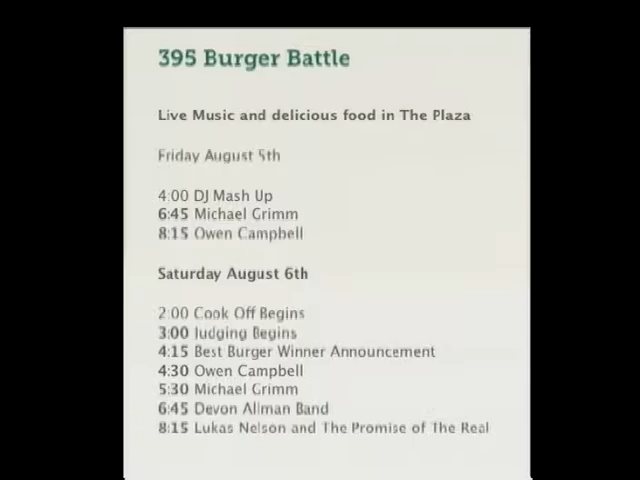 395 Burger Battle
Live Music and delicious food in The Plaza
Friday August 5th
4:00 DJ Mash Up
6:45 Michael Grimm
8:15 Owen Campbell
Saturday August 6th
2:00 Cook Off Begins
3:00 Judging Begins
4:15 Best Burger Winner Announcement
4:30 Owen Campbell
5:30 Michael Grimm
6:45 Devon Allman Band
8:15 Lukas Nelson and The Promise of The Real